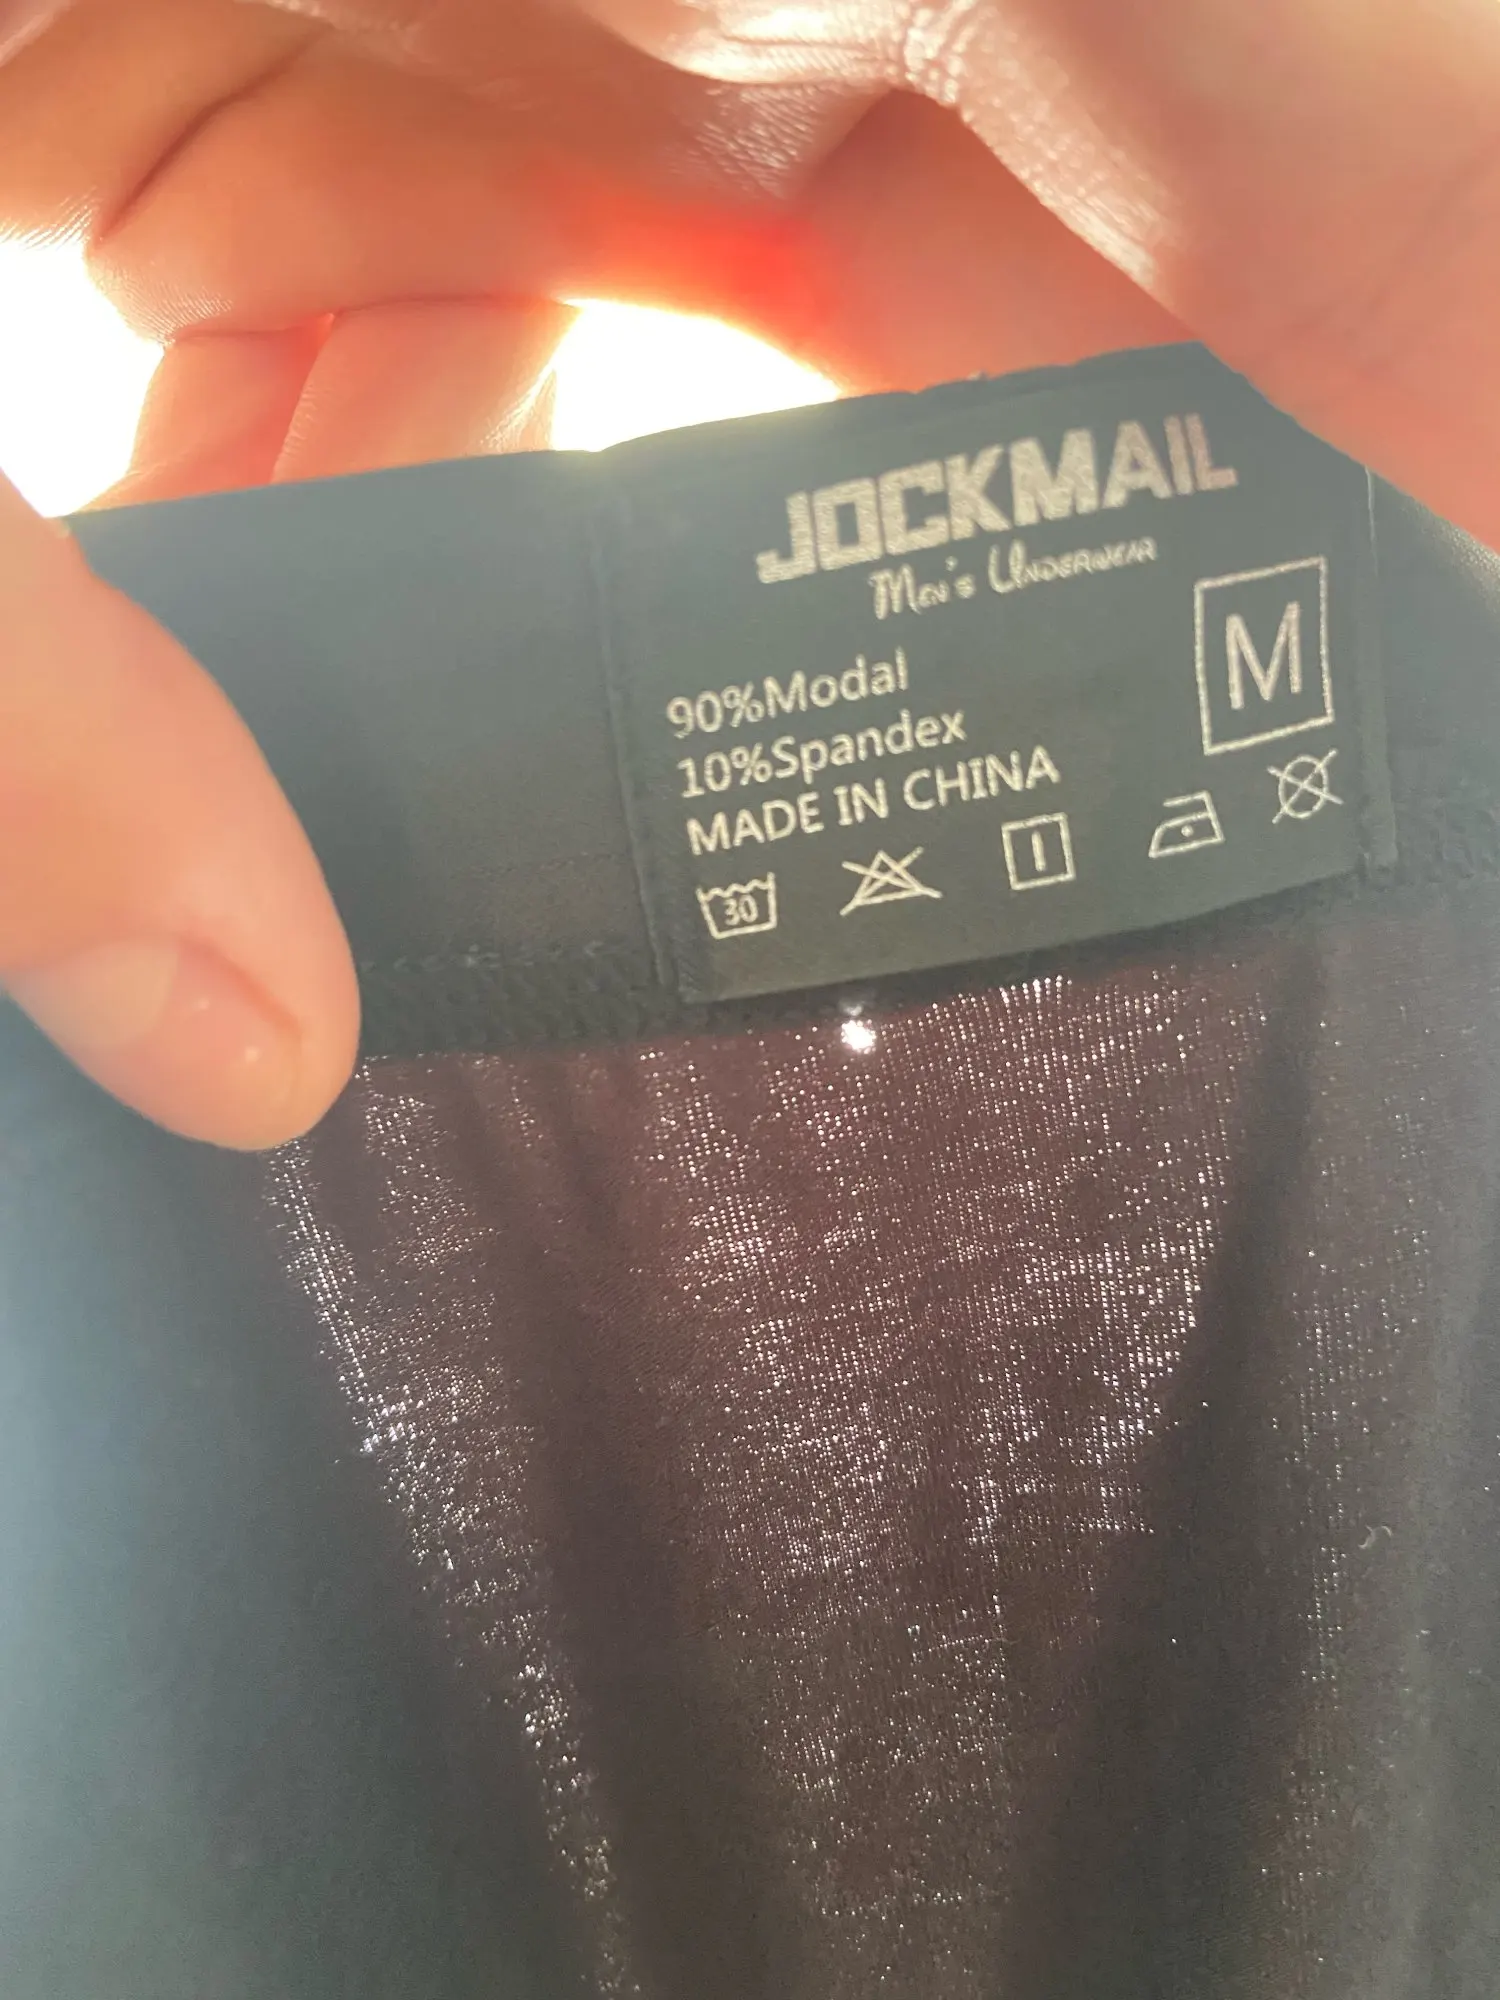 JOCKMAIL
Men's Underwear
90%Modal
10%Spandex
MADE IN CHINA
M
30